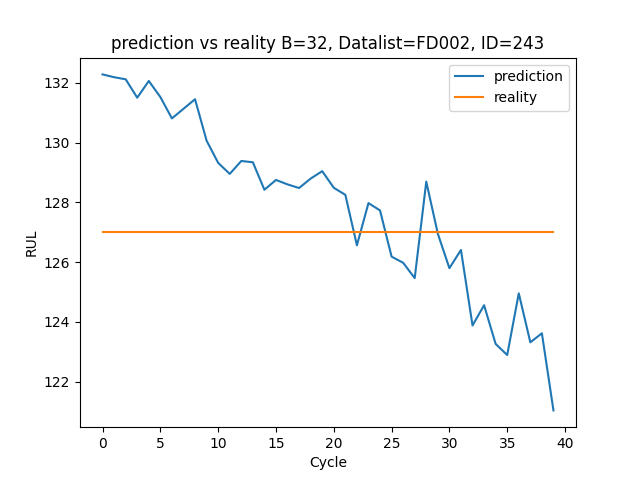 prediction vs reality B=32, Datalist=FD002, ID=243
prediction
reality
RUL
132
130
128
126
124
122
0 5 10 15 20 25 30 35 40
Cycle